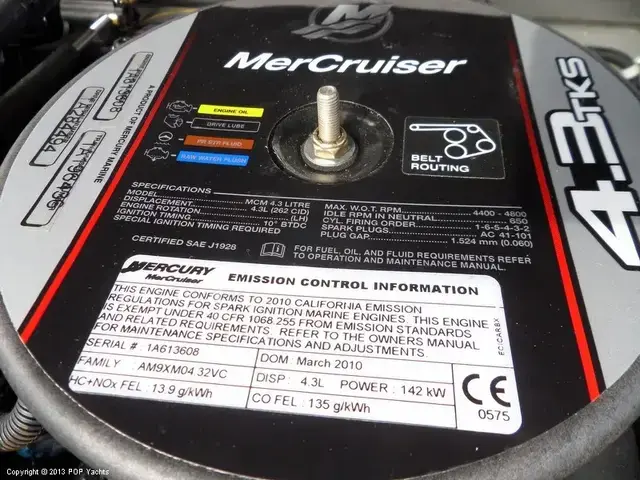 MerCruiser
4.3TKS
A PRODUCT OF MERCURY MARINE
ENGINE OIL
DRIVE LUBE
PR STR FLUID
RAW WATER FLUSH
BELT
ROUTING
SPECIFICATIONS
MODEL MCM 4.3 LITRE
DISPLACEMENT 4.3L (262 CID)
ENGINE ROTATION (LH)
IGNITION TIMING 10° BTDC
SPECIAL IGNITION TIMING REQUIRED
CERTIFIED SAE J1928
MAX. W.O.T. RPM 4400 - 4800
IDLE RPM IN NEUTRAL 650
CYL. FIRING ORDER 1-6-5-4-3-2
SPARK PLUGS AC 41-101
PLUG GAP 1.524 mm (0.060)
FOR FUEL, OIL, AND FLUID REQUIREMENTS REFER
TO OPERATION AND MAINTENANCE MANUAL.
MERCURY
MerCruiser
EMISSION CONTROL INFORMATION
THIS ENGINE CONFORMS TO 2010 CALIFORNIA EMISSION
REGULATIONS FOR SPARK IGNITION MARINE ENGINES. THIS ENGINE
IS EXEMPT UNDER 40 CFR 1068.255 FROM EMISSION STANDARDS
AND RELATED REQUIREMENTS. REFER TO THE OWNERS MANUAL
FOR MAINTENANCE SPECIFICATIONS AND ADJUSTMENTS.
EC/CARBX
SERIAL # : 1A613608
DOM : March 2010
FAMILY : AM9XM04.32VC
DISP : 4.3L POWER : 142 kW
HC+NOx FEL : 13.9 g/kWh
CO FEL : 135 g/kWh
CE
0575
Copyright © 2013 POP Yachts